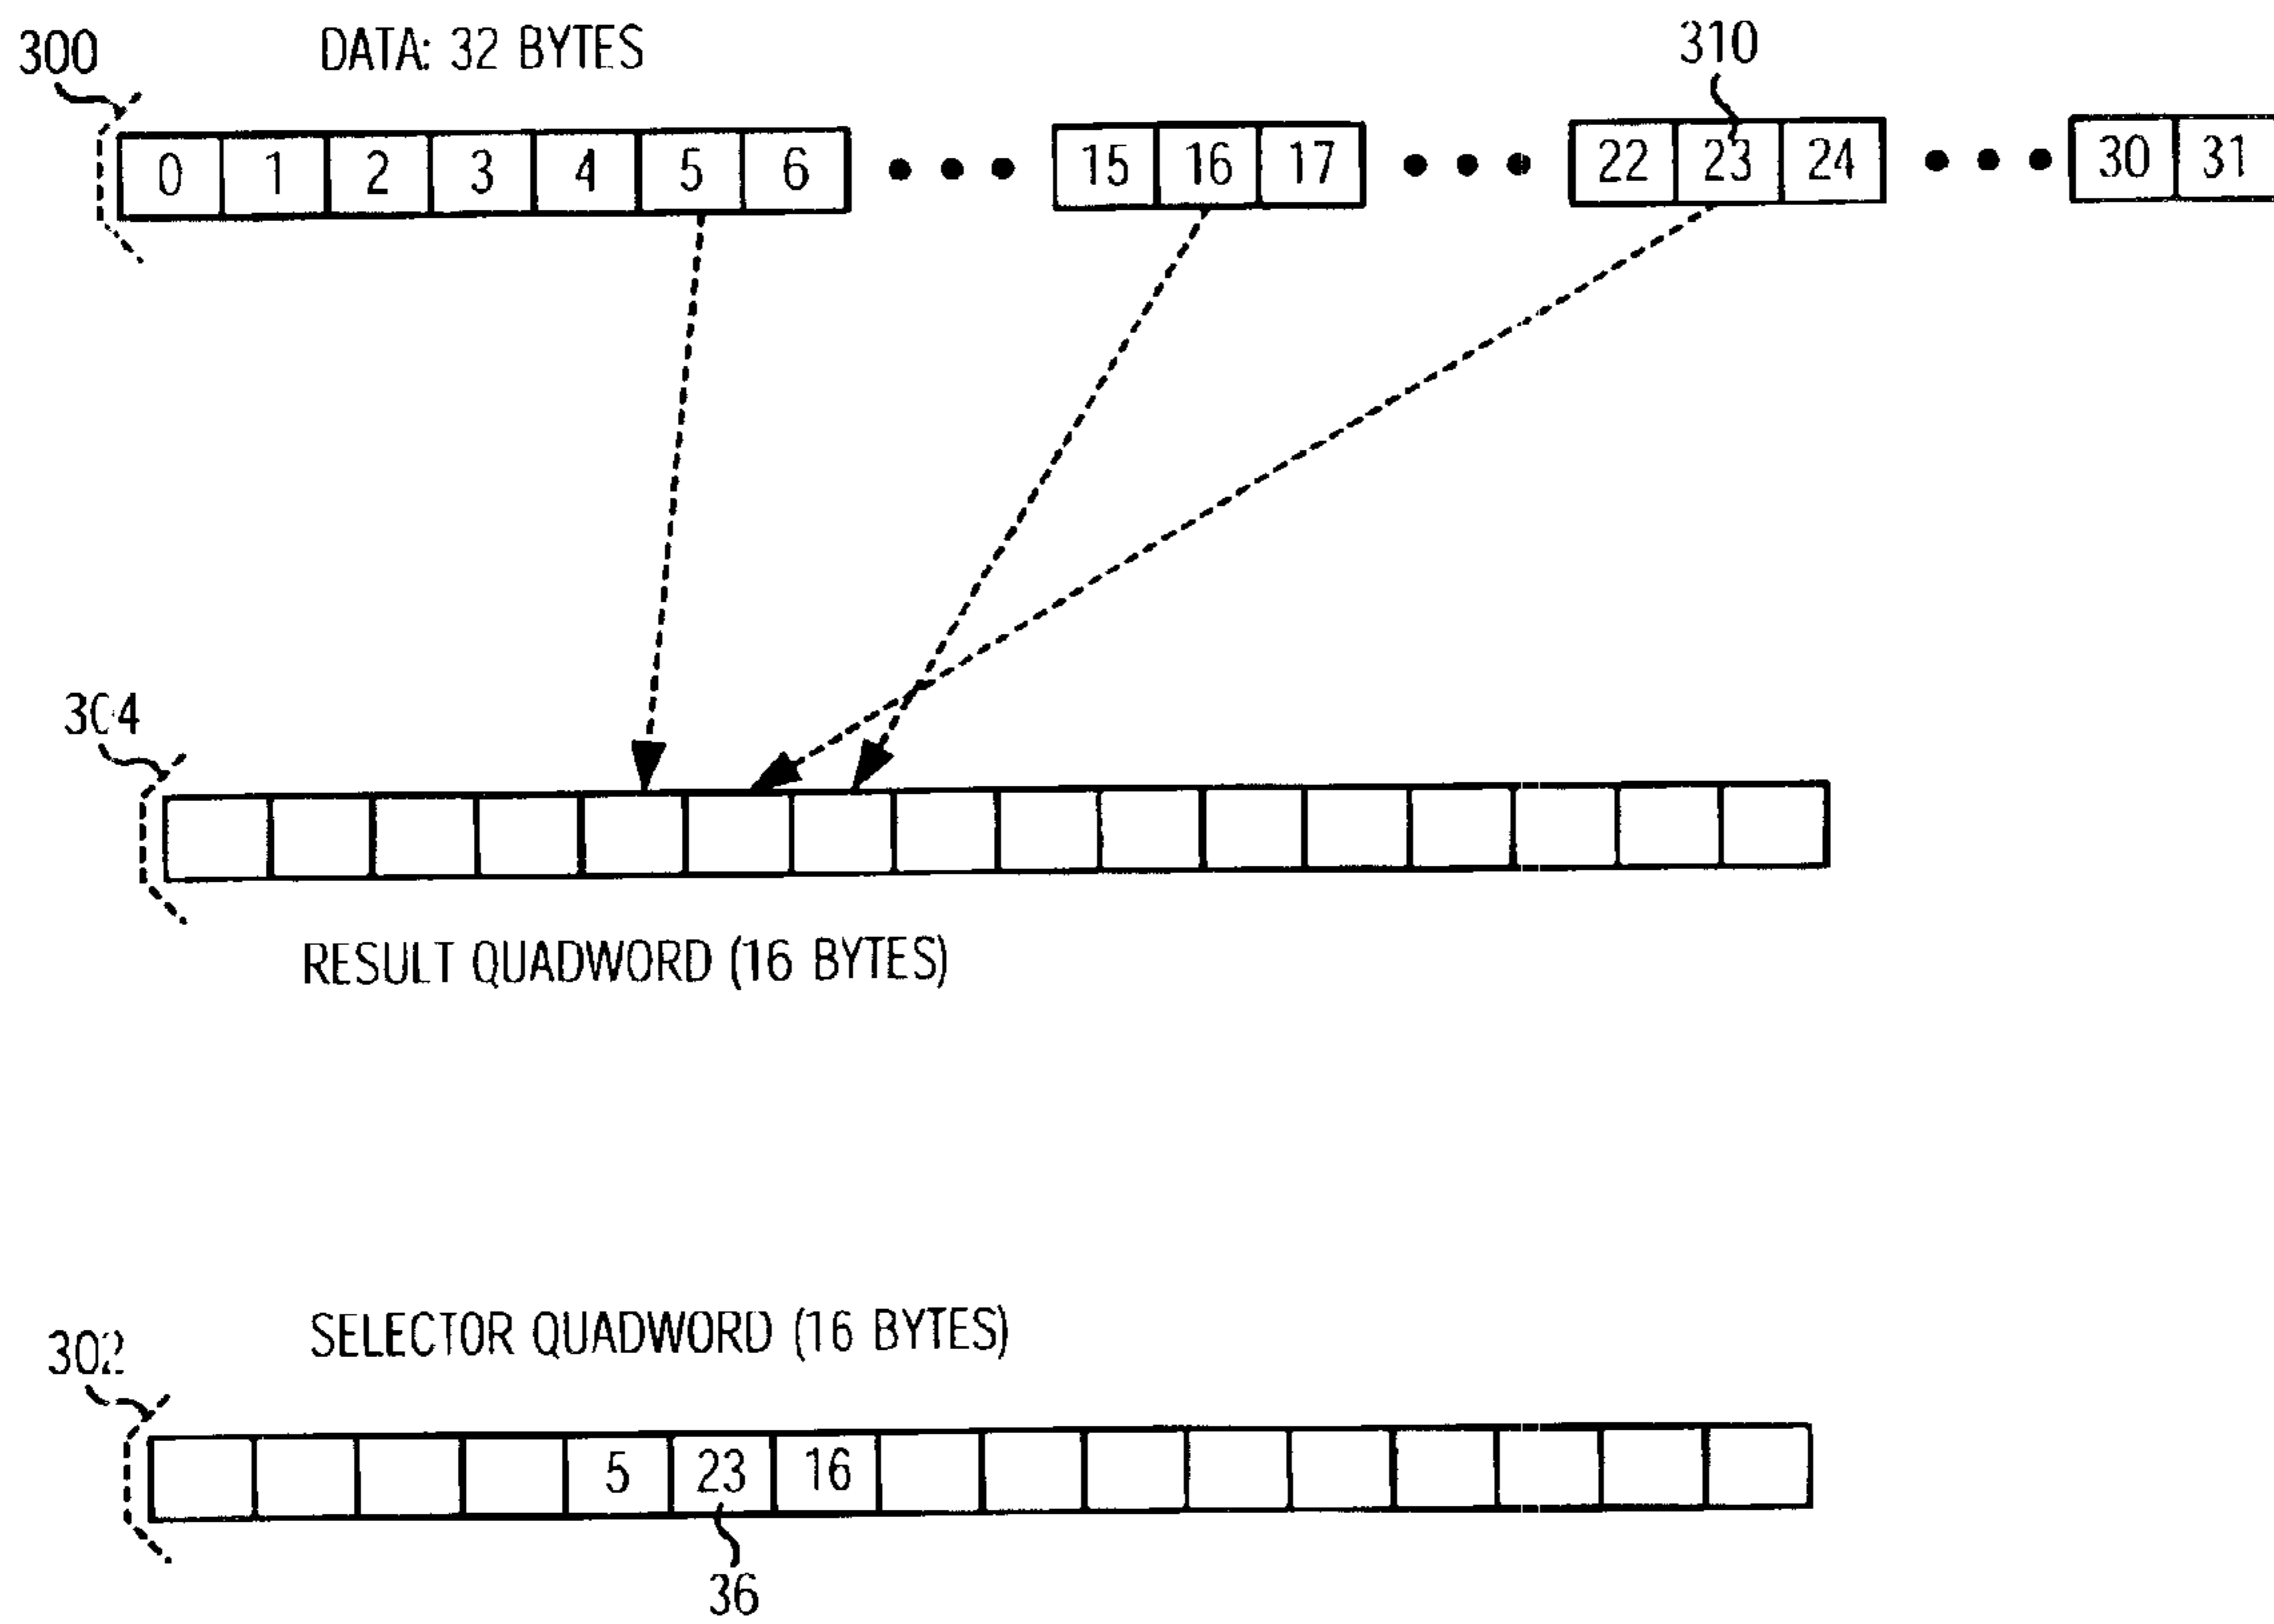 300
DATA: 32 BYTES
310
0 1 2 3 4 5 6 15 16 17 22 23 24 30 31
304
RESULT QUADWORD (16 BYTES)
SELECTOR QUADWORD (16 BYTES)
302
5 23 16
36